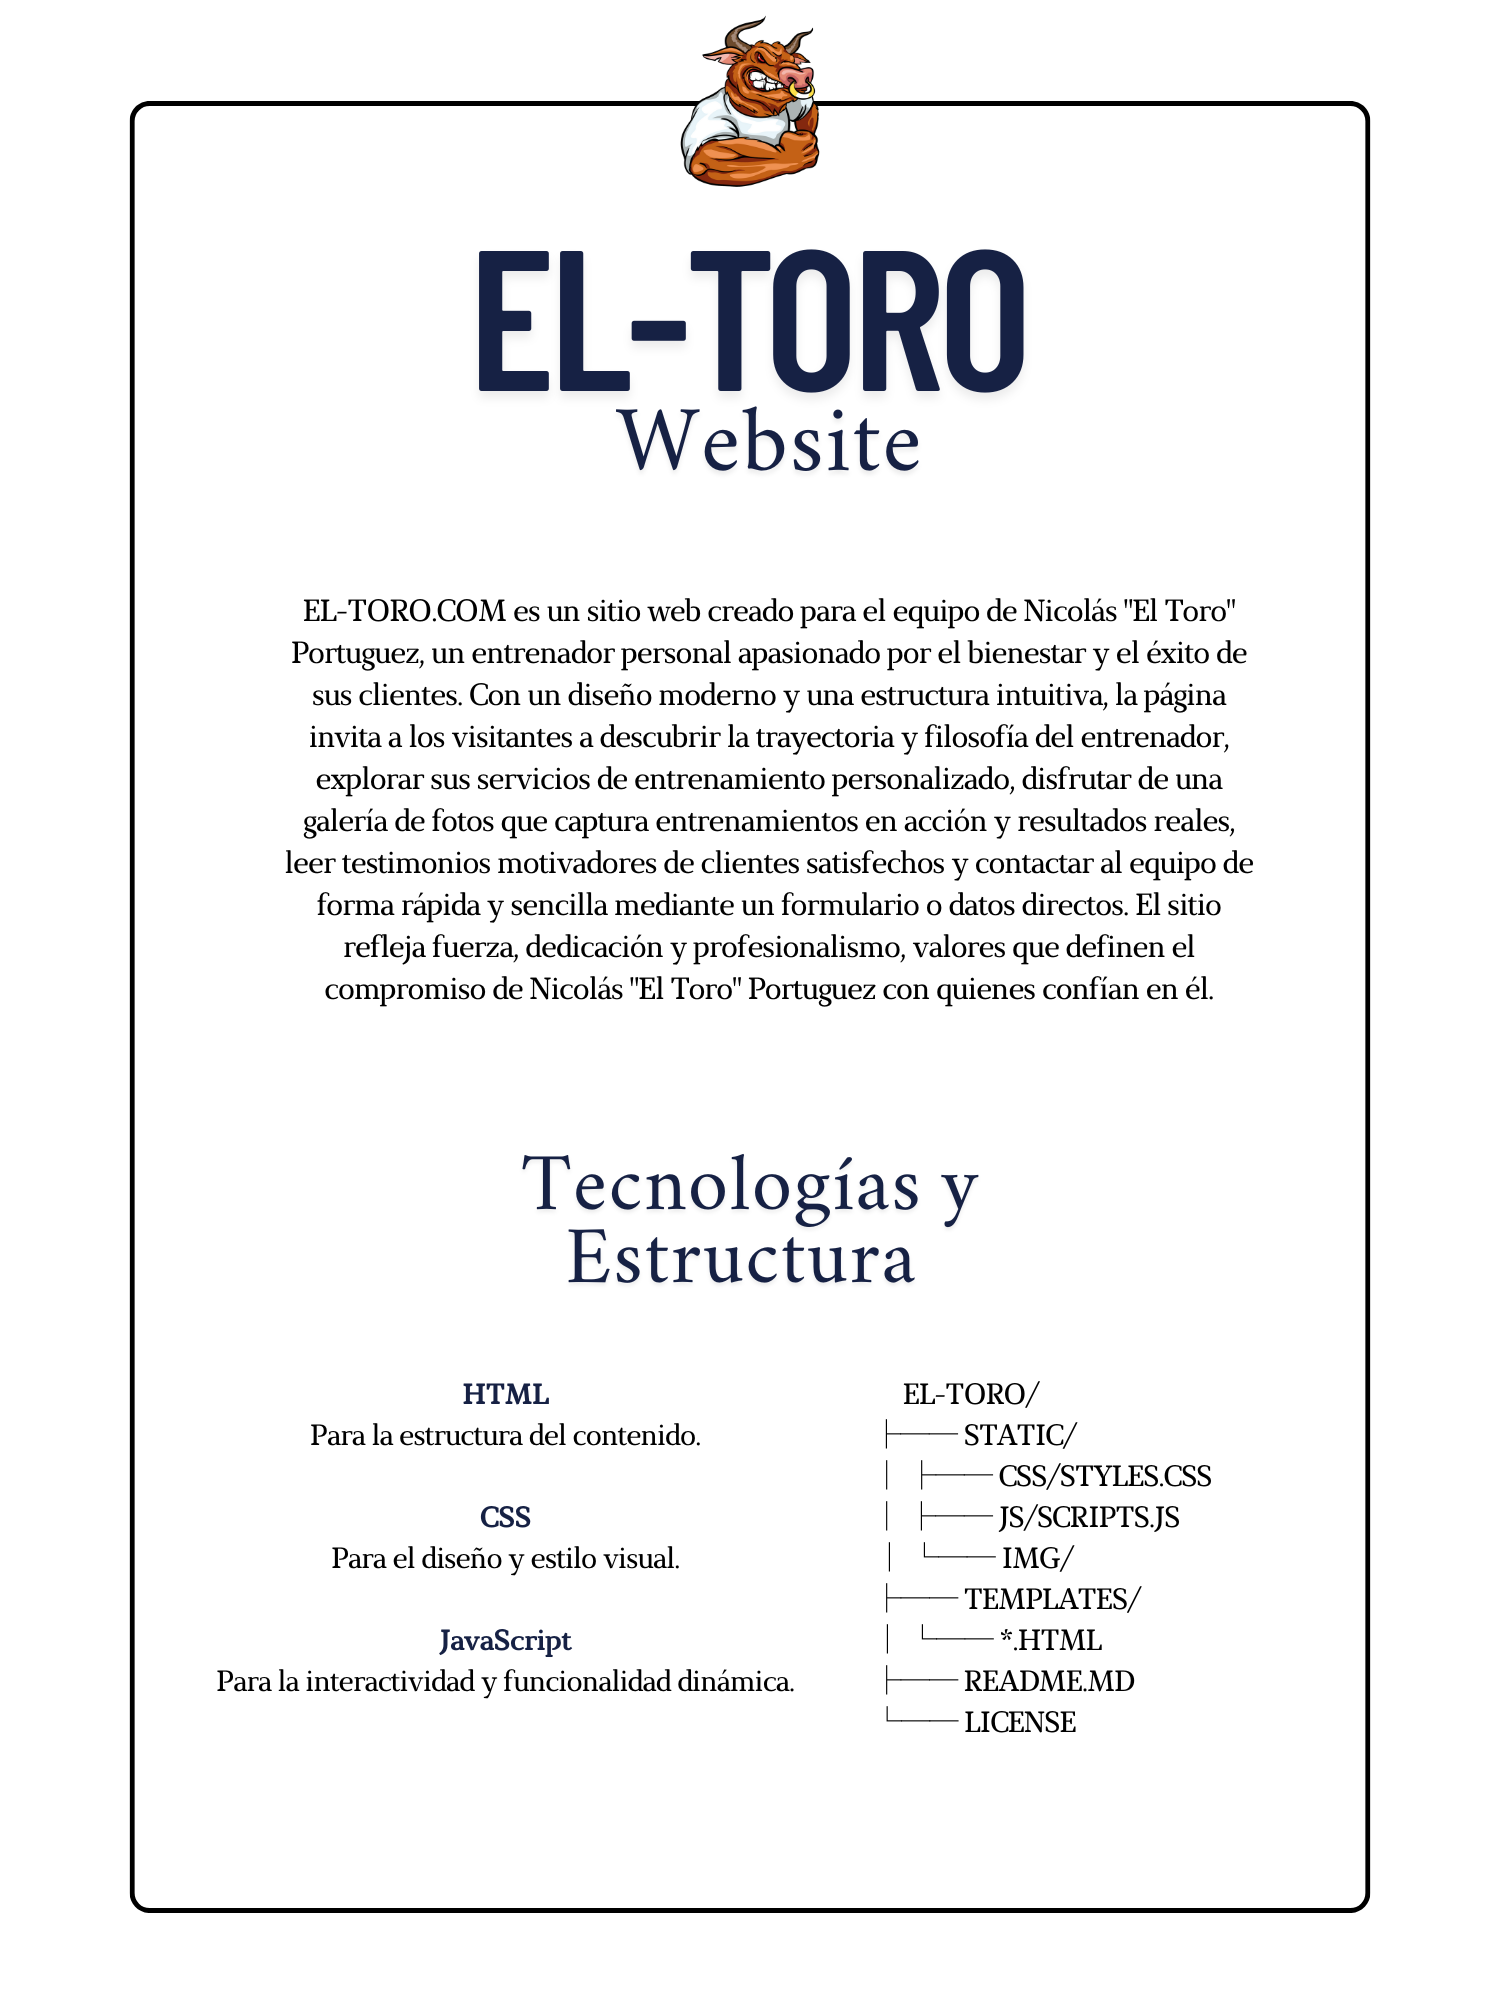 EL-TORO
Website
EL-TORO.COM es un sitio web creado para el equipo de Nicolás "El Toro"
Portuguez, un entrenador personal apasionado por el bienestar y el éxito de
sus clientes. Con un diseño moderno y una estructura intuitiva, la página
invita a los visitantes a descubrir la trayectoria y filosofía del entrenador,
explorar sus servicios de entrenamiento personalizado, disfrutar de una
galería de fotos que captura entrenamientos en acción y resultados reales,
leer testimonios motivadores de clientes satisfechos y contactar al equipo de
forma rápida y sencilla mediante un formulario o datos directos. El sitio
refleja fuerza, dedicación y profesionalismo, valores que definen el
compromiso de Nicolás "El Toro" Portuguez con quienes confían en él.
Tecnologías y
Estructura
HTML
Para la estructura del contenido.
CSS
Para el diseño y estilo visual.
JavaScript
Para la interactividad y funcionalidad dinámica.
EL-TORO/
├── STATIC/
│ ├── CSS/STYLES.CSS
│ ├── JS/SCRIPTS.JS
│ └── IMG/
├── TEMPLATES/
│ └── *.HTML
├── README.MD
└── LICENSE